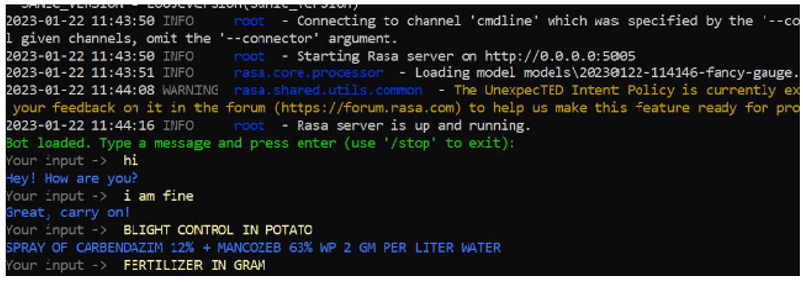 SANIC_VERSION = LooseVersion(sanic_version)
2023-01-22 11:43:50 INFO     root  - Connecting to channel 'cmdline' which was specified by the '--co
l given channels, omit the '--connector' argument.
2023-01-22 11:43:50 INFO     root  - Starting Rasa server on http://0.0.0.0:5005
2023-01-22 11:43:51 INFO     rasa.core.processor  - Loading model models\20230122-114146-fancy-gauge.
2023-01-22 11:44:08 WARNING  rasa.shared.utils.common  - The UnexpecTED Intent Policy is currently ex
your feedback on it in the forum (https://forum.rasa.com) to help us make this feature ready for pro
2023-01-22 11:44:16 INFO     root  - Rasa server is up and running.
Bot loaded. Type a message and press enter (use '/stop' to exit):
Your input ->  hi
Hey! How are you?
Your input ->  i am fine
Great, carry on!
Your input ->  BLIGHT CONTROL IN POTATO
SPRAY OF CARBENDAZIM 12% + MANCOZEB 63% WP 2 GM PER LITER WATER
Your input ->  FERTILIZER IN GRAM